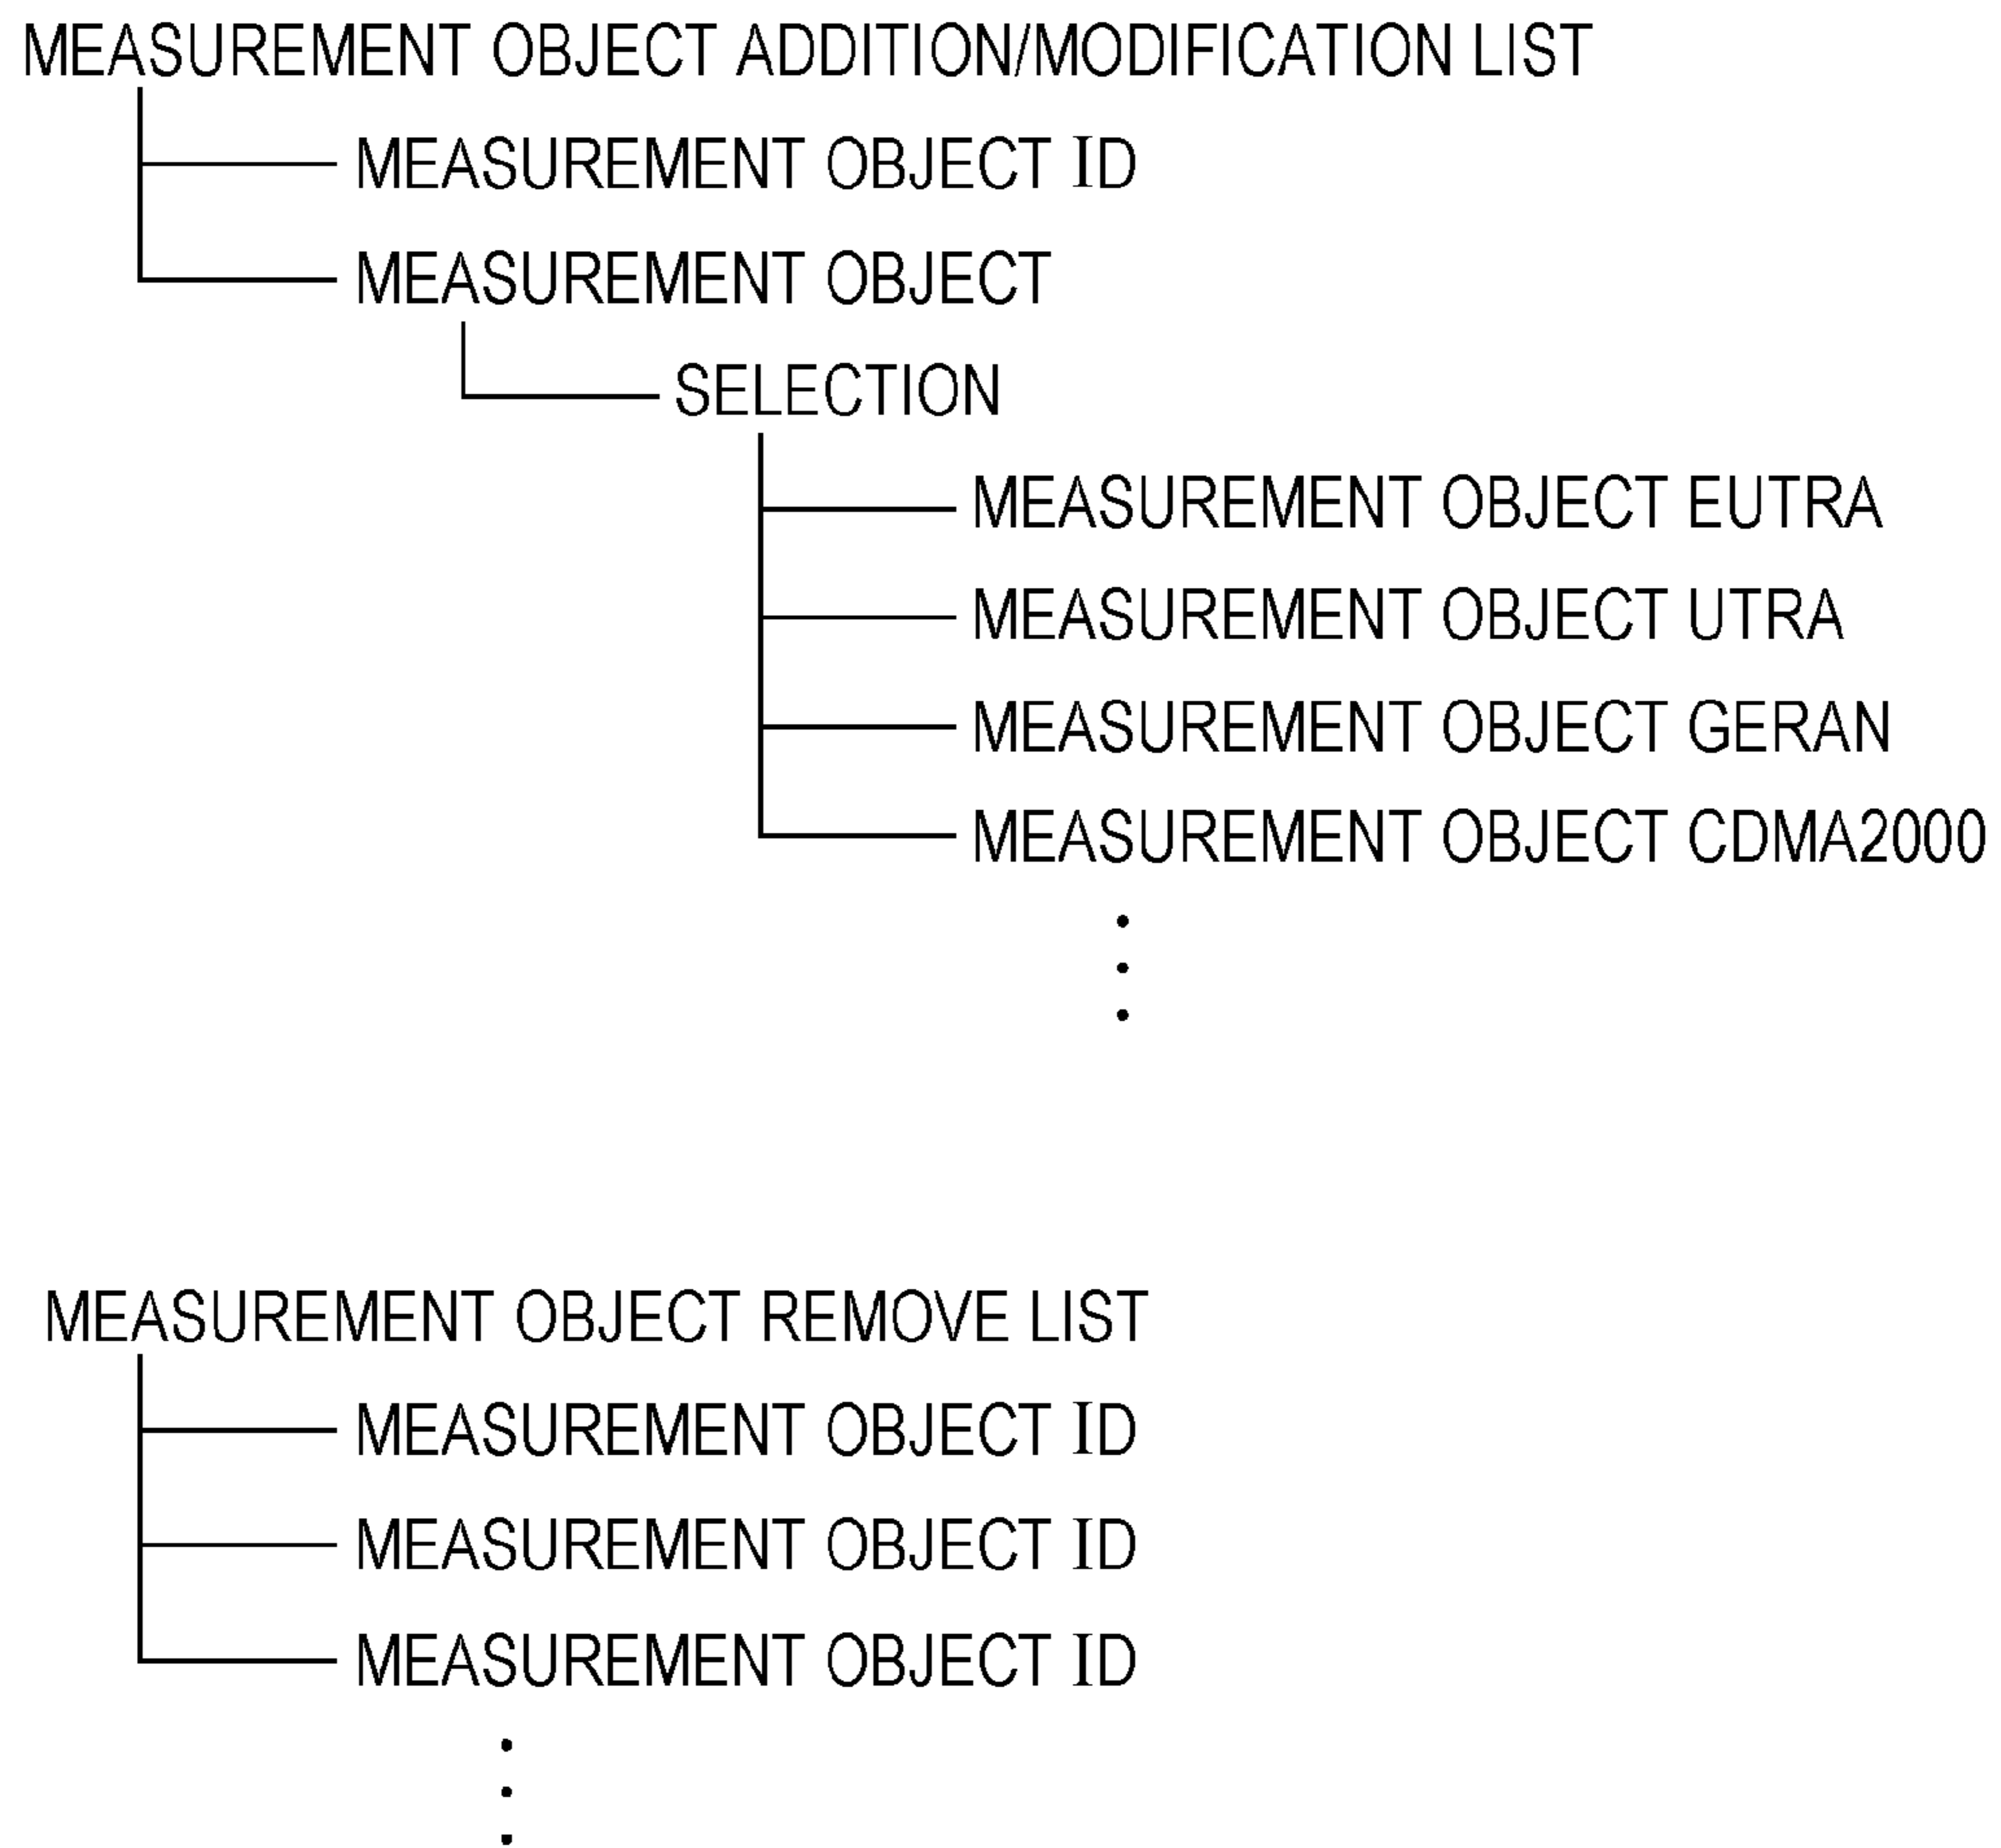 MEASUREMENT OBJECT ADDITION/MODIFICATION LIST
MEASUREMENT OBJECT ID
MEASUREMENT OBJECT
SELECTION
MEASUREMENT OBJECT EUTRA
MEASUREMENT OBJECT UTRA
MEASUREMENT OBJECT GERAN
MEASUREMENT OBJECT CDMA2000
MEASUREMENT OBJECT REMOVE LIST
MEASUREMENT OBJECT ID
MEASUREMENT OBJECT ID
MEASUREMENT OBJECT ID